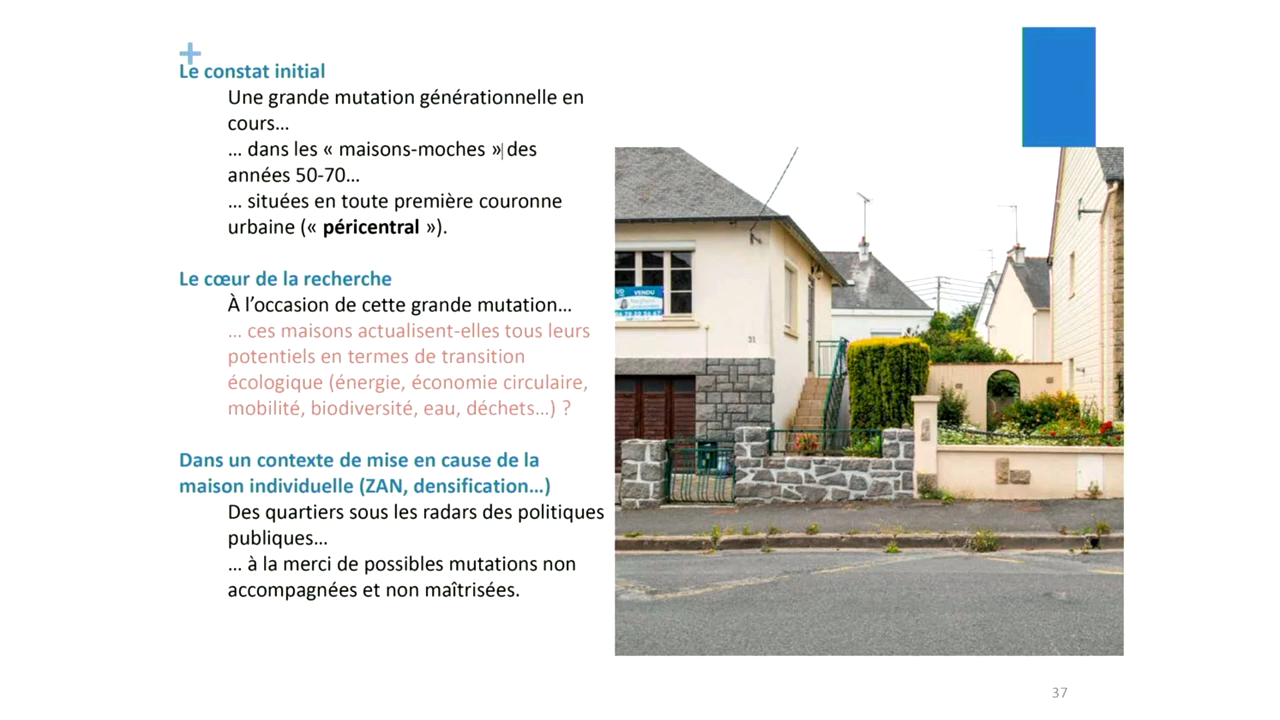 +
Le constat initial
Une grande mutation générationnelle en
cours…
… dans les « maisons-moches » des
années 50-70…
… situées en toute première couronne
urbaine (« péricentral »).
Le cœur de la recherche
À l’occasion de cette grande mutation…
… ces maisons actualisent-elles tous leurs
potentiels en termes de transition
écologique (énergie, économie circulaire,
mobilité, biodiversité, eau, déchets…) ?
Dans un contexte de mise en cause de la
maison individuelle (ZAN, densification…)
Des quartiers sous les radars des politiques
publiques…
… à la merci de possibles mutations non
accompagnées et non maîtrisées.
VENDU
31
37